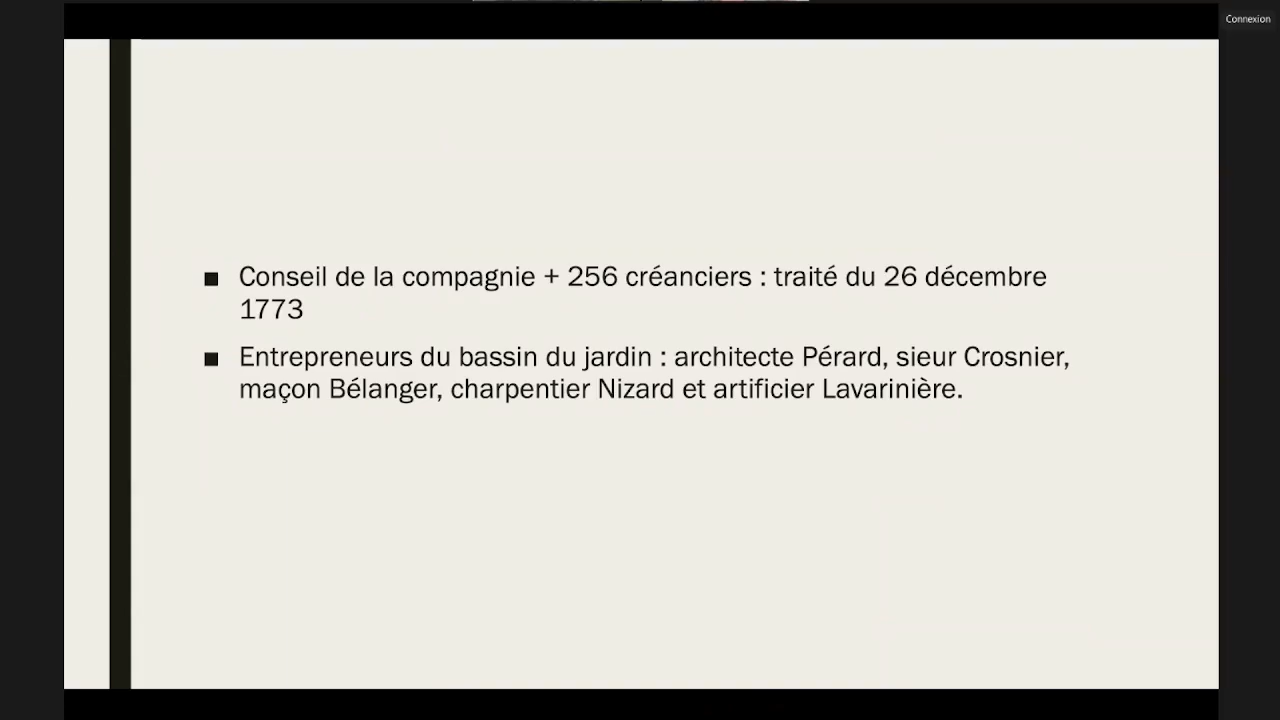 Connexion
■ Conseil de la compagnie + 256 créanciers : traité du 26 décembre
1773
■ Entrepreneurs du bassin du jardin : architecte Pérard, sieur Crosnier,
maçon Bélanger, charpentier Nizard et artificier Lavarinière.